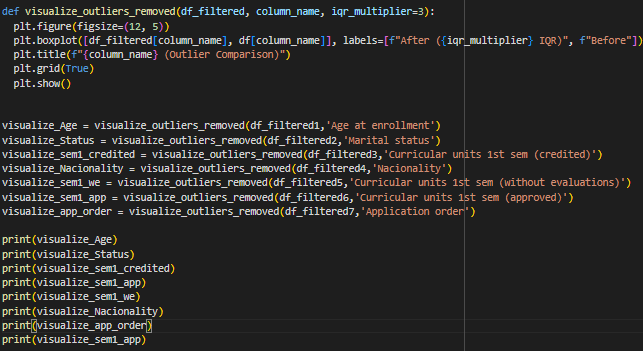 def visualize_outliers_removed(df_filtered, column_name, iqr_multiplier=3):
  plt.figure(figsize=(12, 5))
  plt.boxplot([df_filtered[column_name], df[column_name]], labels=[f"After ({iqr_multiplier} IQR)", f"Before"])
  plt.title(f"{column_name} (Outlier Comparison)")
  plt.grid(True)
  plt.show()
visualize_Age = visualize_outliers_removed(df_filtered1,'Age at enrollment')
visualize_Status = visualize_outliers_removed(df_filtered2,'Marital status')
visualize_sem1_credited = visualize_outliers_removed(df_filtered3,'Curricular units 1st sem (credited)')
visualize_Nacionality = visualize_outliers_removed(df_filtered4,'Nacionality')
visualize_sem1_we = visualize_outliers_removed(df_filtered5,'Curricular units 1st sem (without evaluations)')
visualize_sem1_app = visualize_outliers_removed(df_filtered6,'Curricular units 1st sem (approved)')
visualize_app_order = visualize_outliers_removed(df_filtered7,'Application order')
print(visualize_Age)
print(visualize_Status)
print(visualize_sem1_credited)
print(visualize_sem1_app)
print(visualize_sem1_we)
print(visualize_Nacionality)
print(visualize_app_order)
print(visualize_sem1_app)